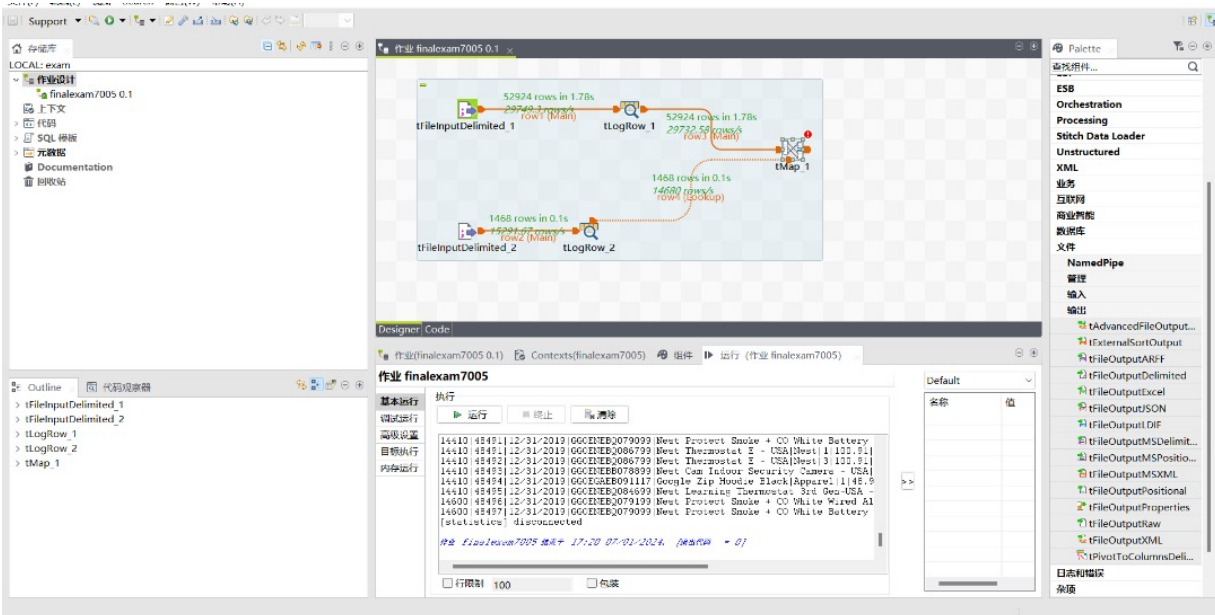 Support
存储库
LOCAL: exam
作业设计
finalexam7005 0.1
上下文
代码
SQL 模板
元数据
Documentation
回收站
Outline
代码观察器
tFileInputDelimited_1
tFileInputDelimited_2
tLogRow_1
tLogRow_2
tMap_1
作业 finalexam7005 0.1
52924 rows in 1.78s
29749.3 rows/s
row1 (Main)
tFileInputDelimited_1
tLogRow_1
52924 rows in 1.78s
29732.58 rows/s
row3 (Main)
tMap_1
1468 rows in 0.1s
14680 rows/s
row4 (Lookup)
1468 rows in 0.1s
15291.67 rows/s
row2 (Main)
tFileInputDelimited_2
tLogRow_2
Designer Code
作业(finalexam7005 0.1) Contexts(finalexam7005) 组件 运行 (作业 finalexam7005)
作业 finalexam7005
Default
基本运行
调试运行
高级设置
目标执行
内存运行
执行
运行 终止 清除
名称 值
14410|48491|12/31/2019|GGOENEBQ079099|Nest Protect Smoke + CO White Battery
14410|48492|12/31/2019|GGOENEBQ086799|Nest Thermostat E - USA|Nest|1|100.91|
14410|48492|12/31/2019|GGOENEBQ086799|Nest Thermostat E - USA|Nest|3|100.91|
14410|48493|12/31/2019|GGOENEBB078899|Nest Cam Indoor Security Camera - USA|
14410|48494|12/31/2019|GGOEGAEB091117|Google Zip Hoodie Black|Apparel|1|48.9
14410|48495|12/31/2019|GGOENEBQ084699|Nest Learning Thermostat 3rd Gen-USA -
14600|48496|12/31/2019|GGOENEBQ079199|Nest Protect Smoke + CO White Wired Al
14600|48497|12/31/2019|GGOENEBQ079099|Nest Protect Smoke + CO White Battery
[statistics] disconnected
作业 finalexam7005 结束于 17:20 07/01/2024. [退出代码 = 0]
>>
行限制 100 包装
Palette
查找组件...
ESB
Orchestration
Processing
Stitch Data Loader
Unstructured
XML
业务
互联网
商业智能
数据库
文件
NamedPipe
管理
输入
输出
tAdvancedFileOutput...
tExternalSortOutput
tFileOutputARFF
tFileOutputDelimited
tFileOutputExcel
tFileOutputJSON
tFileOutputLDIF
tFileOutputMSDelimit...
tFileOutputMSPositio...
tFileOutputMSXML
tFileOutputPositional
tFileOutputProperties
tFileOutputRaw
tFileOutputXML
tPivotToColumnsDeli...
日志和错误
杂项